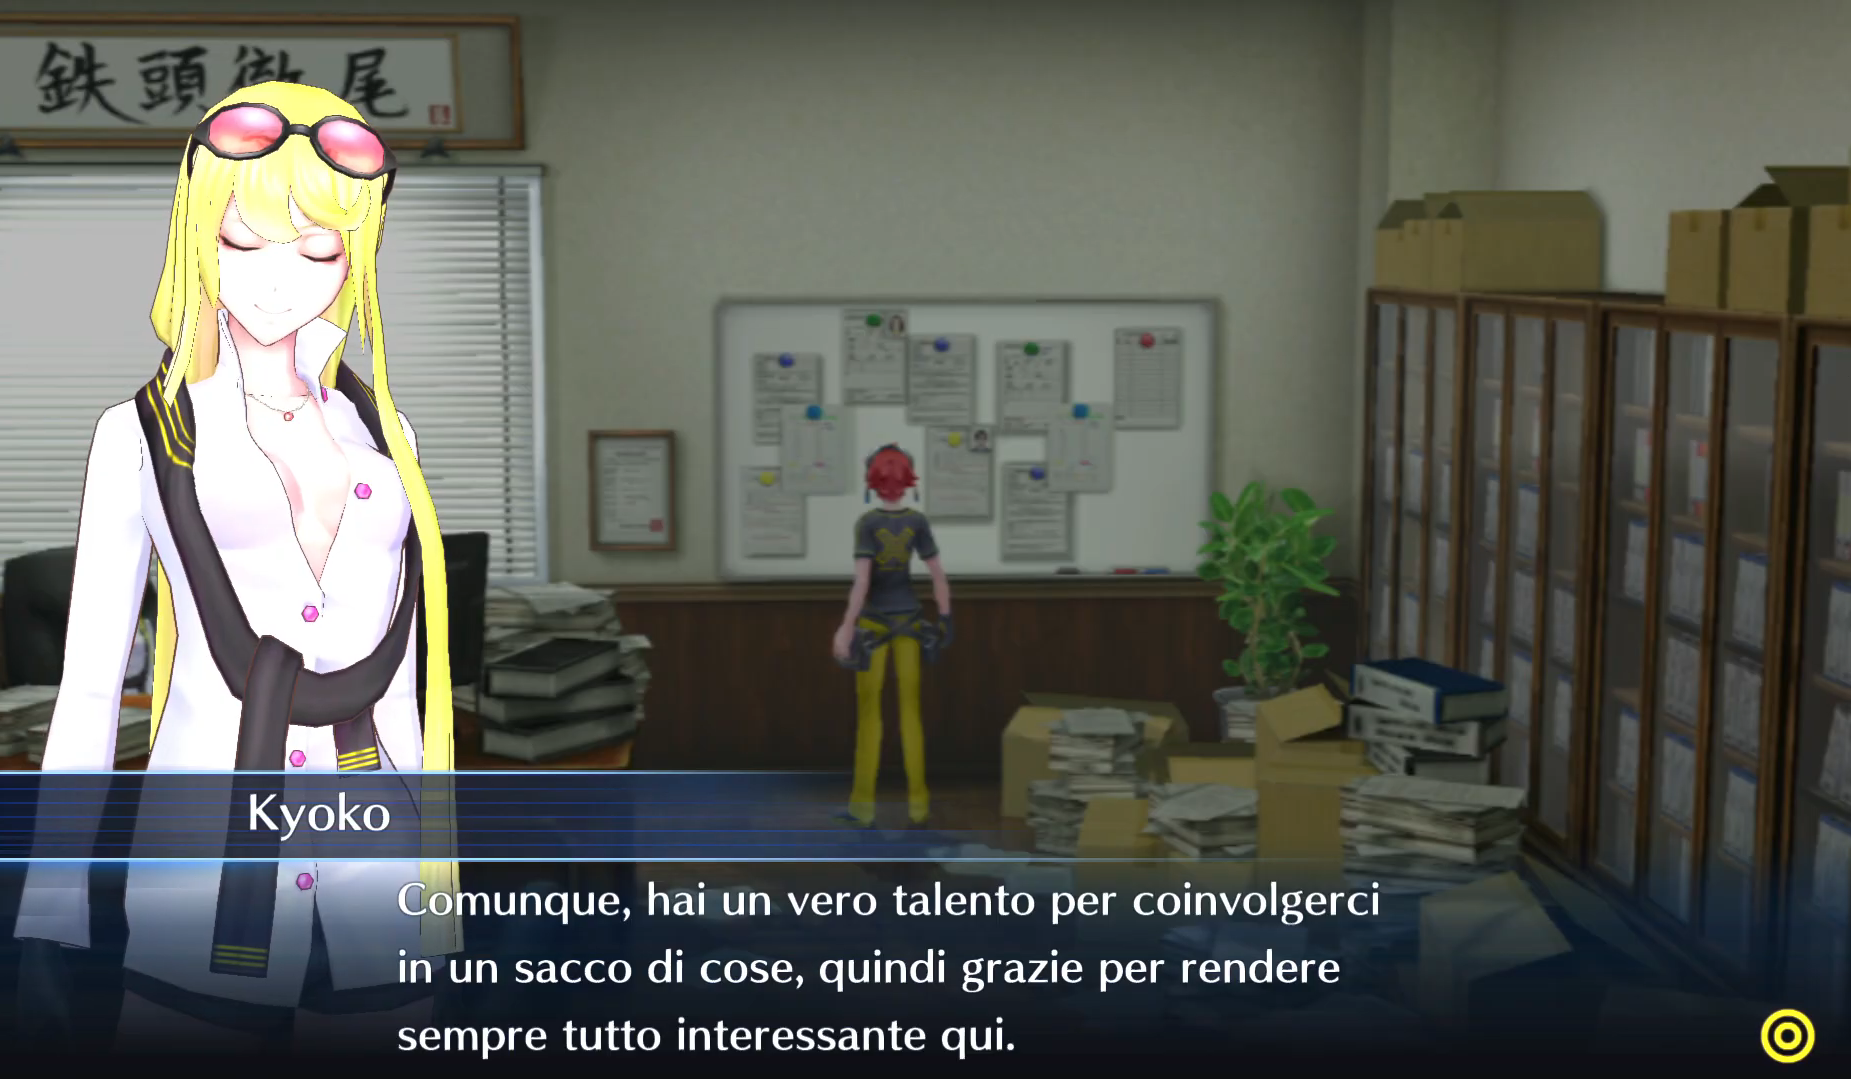 鉄頭徹尾
Kyoko
Comunque, hai un vero talento per coinvolgerci
in un sacco di cose, quindi grazie per rendere
sempre tutto interessante qui.